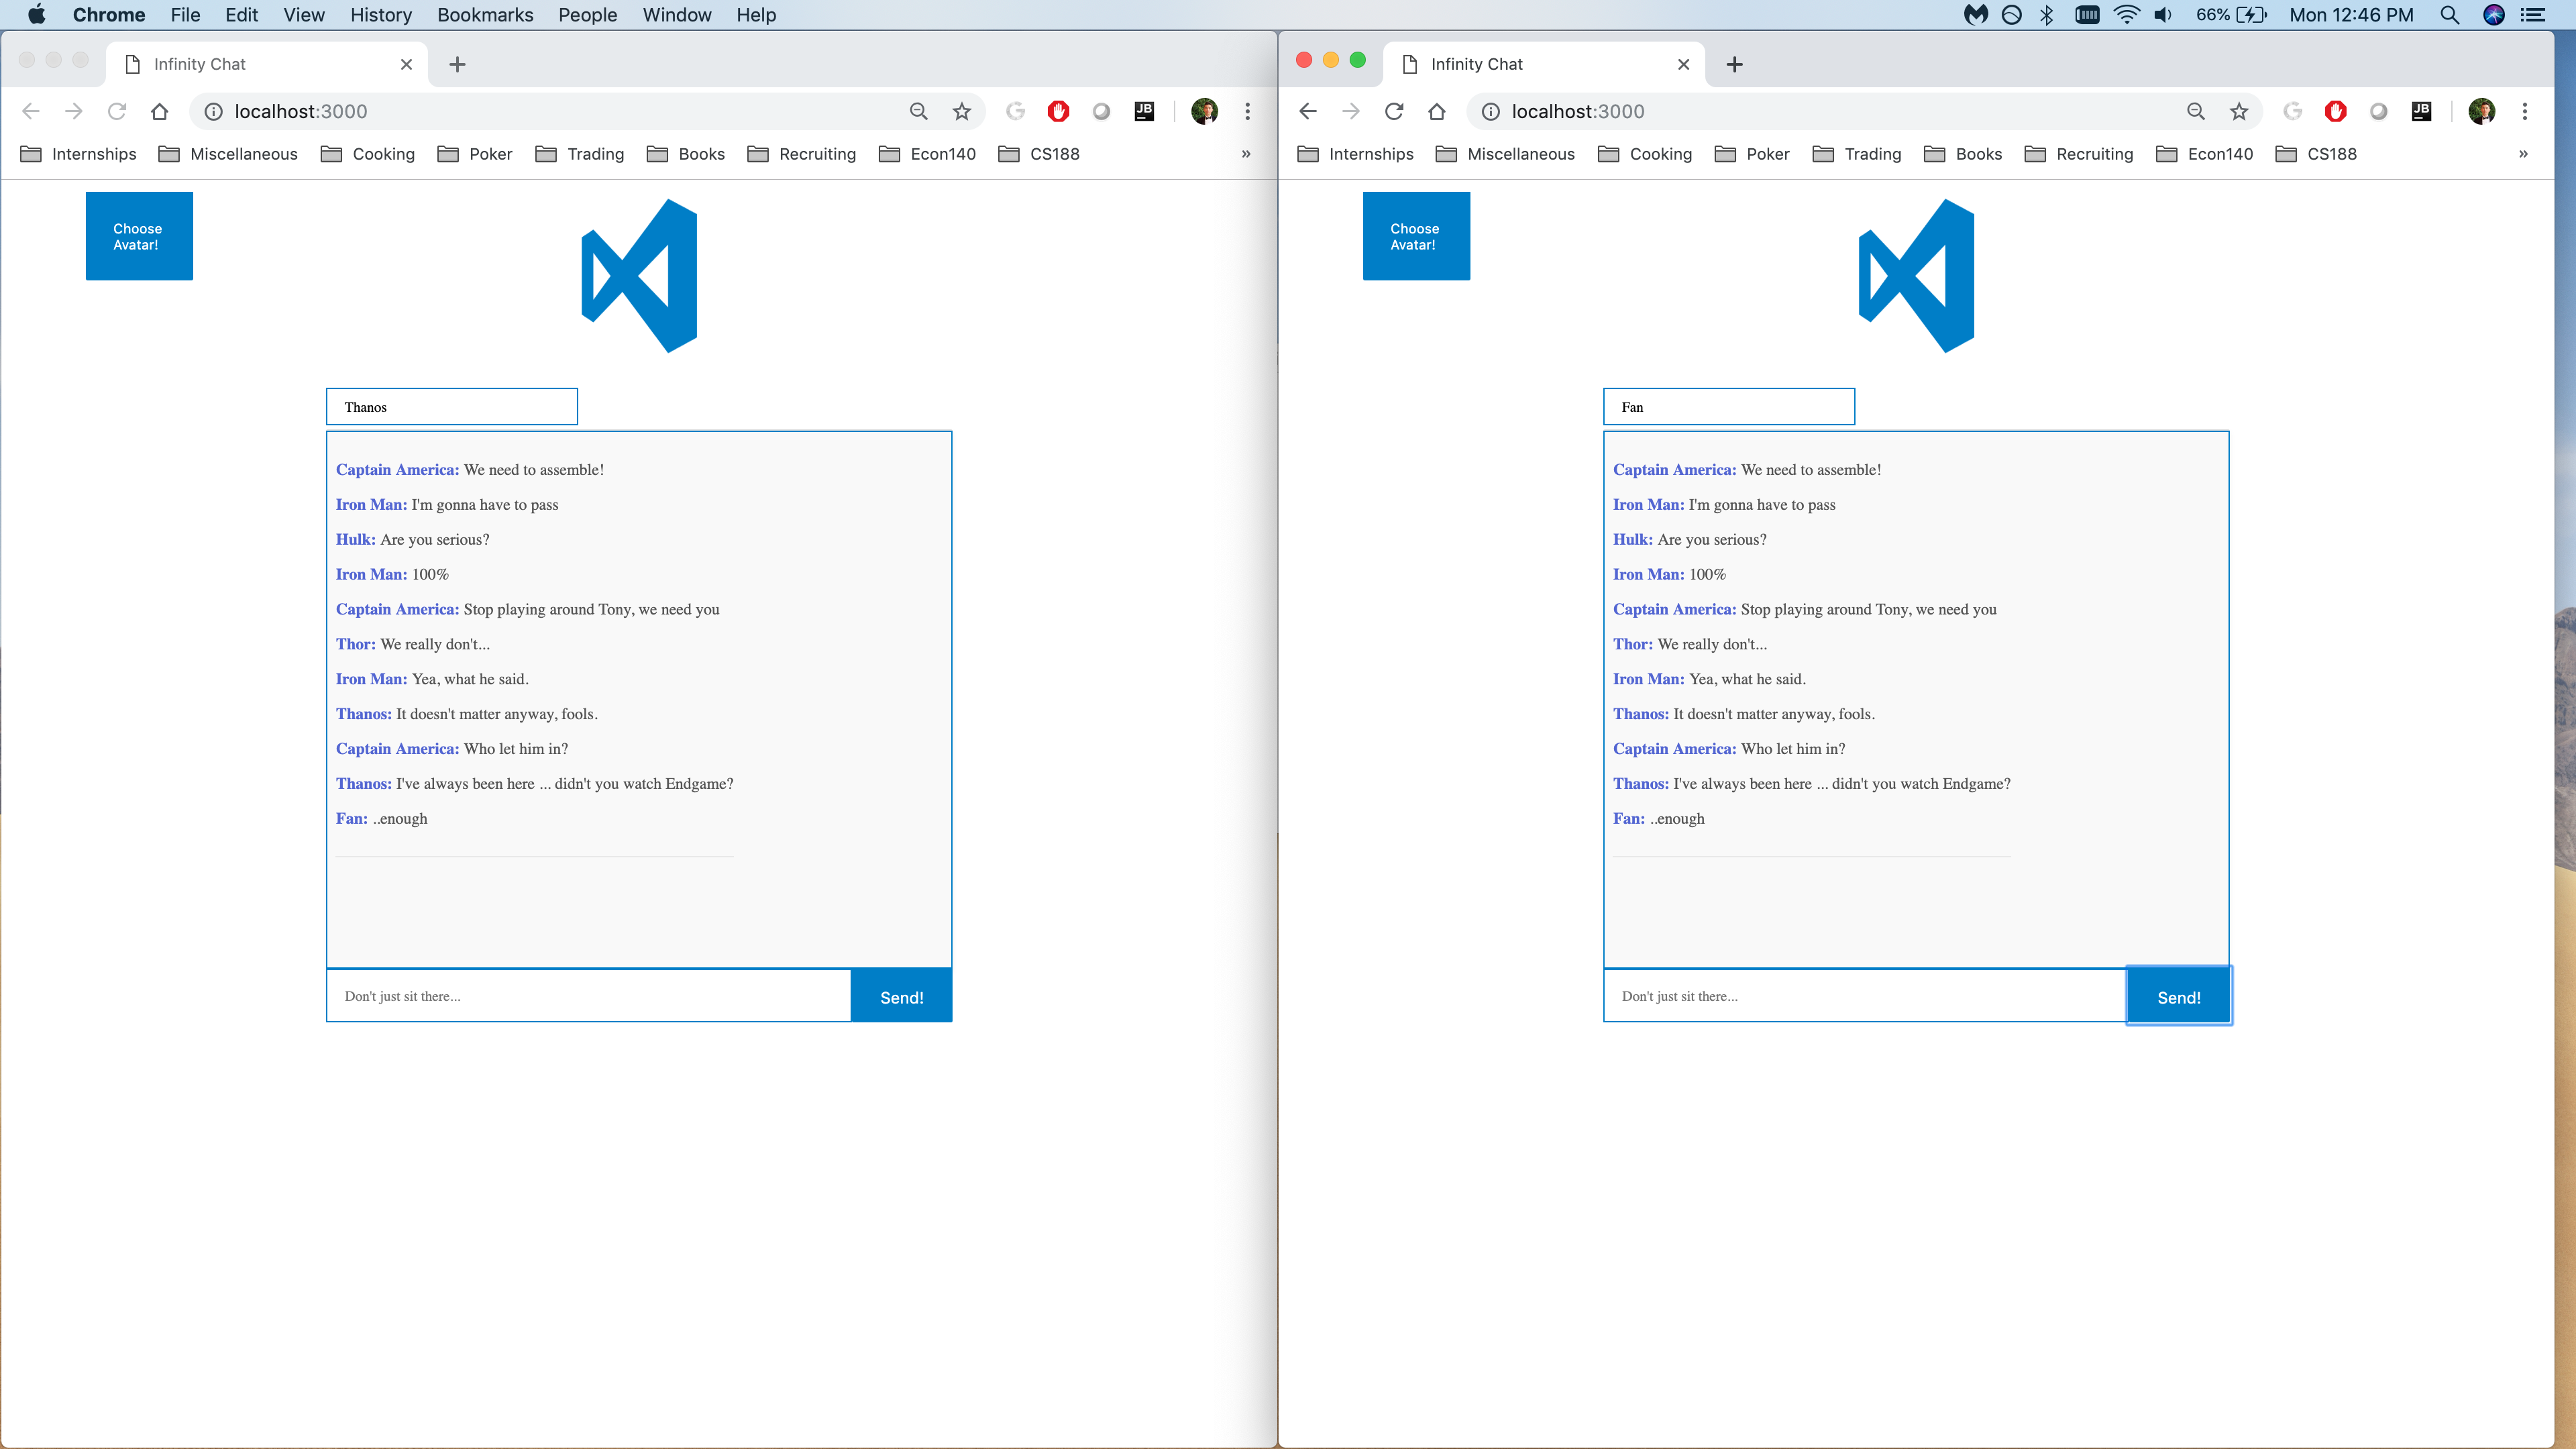 Chrome File Edit View History Bookmarks People Window Help 66% Mon 12:46 PM
Infinity Chat
localhost:3000 JB
Internships Miscellaneous Cooking Poker Trading Books Recruiting Econ140 CS188 »
Choose
Avatar!
Thanos
Captain America: We need to assemble!
Iron Man: I'm gonna have to pass
Hulk: Are you serious?
Iron Man: 100%
Captain America: Stop playing around Tony, we need you
Thor: We really don't...
Iron Man: Yea, what he said.
Thanos: It doesn't matter anyway, fools.
Captain America: Who let him in?
Thanos: I've always been here ... didn't you watch Endgame?
Fan: ..enough
Don't just sit there... Send!
Infinity Chat
localhost:3000 JB
Internships Miscellaneous Cooking Poker Trading Books Recruiting Econ140 CS188 »
Choose
Avatar!
Fan
Captain America: We need to assemble!
Iron Man: I'm gonna have to pass
Hulk: Are you serious?
Iron Man: 100%
Captain America: Stop playing around Tony, we need you
Thor: We really don't...
Iron Man: Yea, what he said.
Thanos: It doesn't matter anyway, fools.
Captain America: Who let him in?
Thanos: I've always been here ... didn't you watch Endgame?
Fan: ..enough
Don't just sit there... Send!